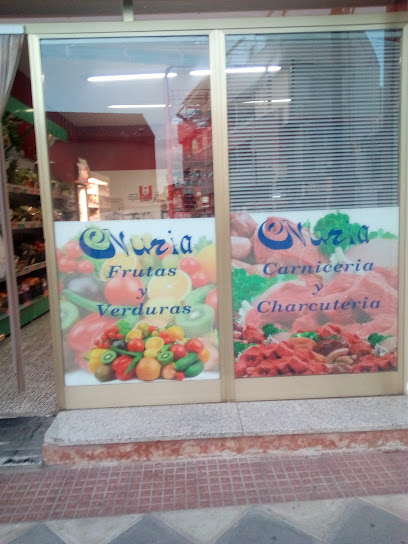 Nuria
Frutas
y
Verduras
Nuria
Carniceria
y
Charcuteria